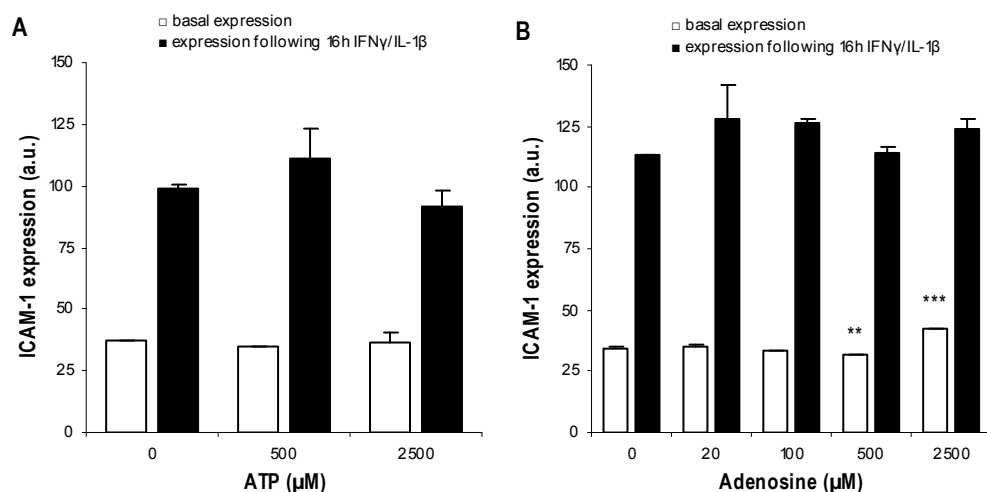 A
basal expression
expression following 16h IFNγ/IL-1β
150
125
100
75
50
25
0
ICAM-1 expression (a.u.)
0 500 2500
ATP (µM)
B
basal expression
expression following 16h IFNγ/IL-1β
150
125
100
75
50
25
0
ICAM-1 expression (a.u.)
**
***
0 20 100 500 2500
Adenosine (µM)